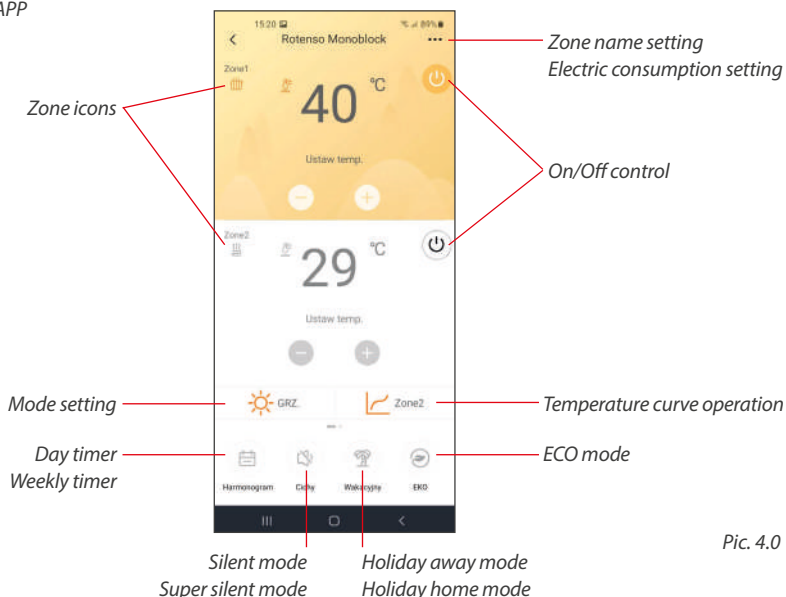 APP
15:20
89%
Rotenso Monoblock
Zone name setting
Electric consumption setting
Zone1
40 °C
Zone icons
Ustaw temp.
On/Off control
Zone2
29 °C
Ustaw temp.
Mode setting
GRZ.
Zone2
Temperature curve operation
Day timer
Weekly timer
ECO mode
Harmonogram
Cichy
Wakacyjny
EKO
Silent mode
Super silent mode
Holiday away mode
Holiday home mode
Pic. 4.0